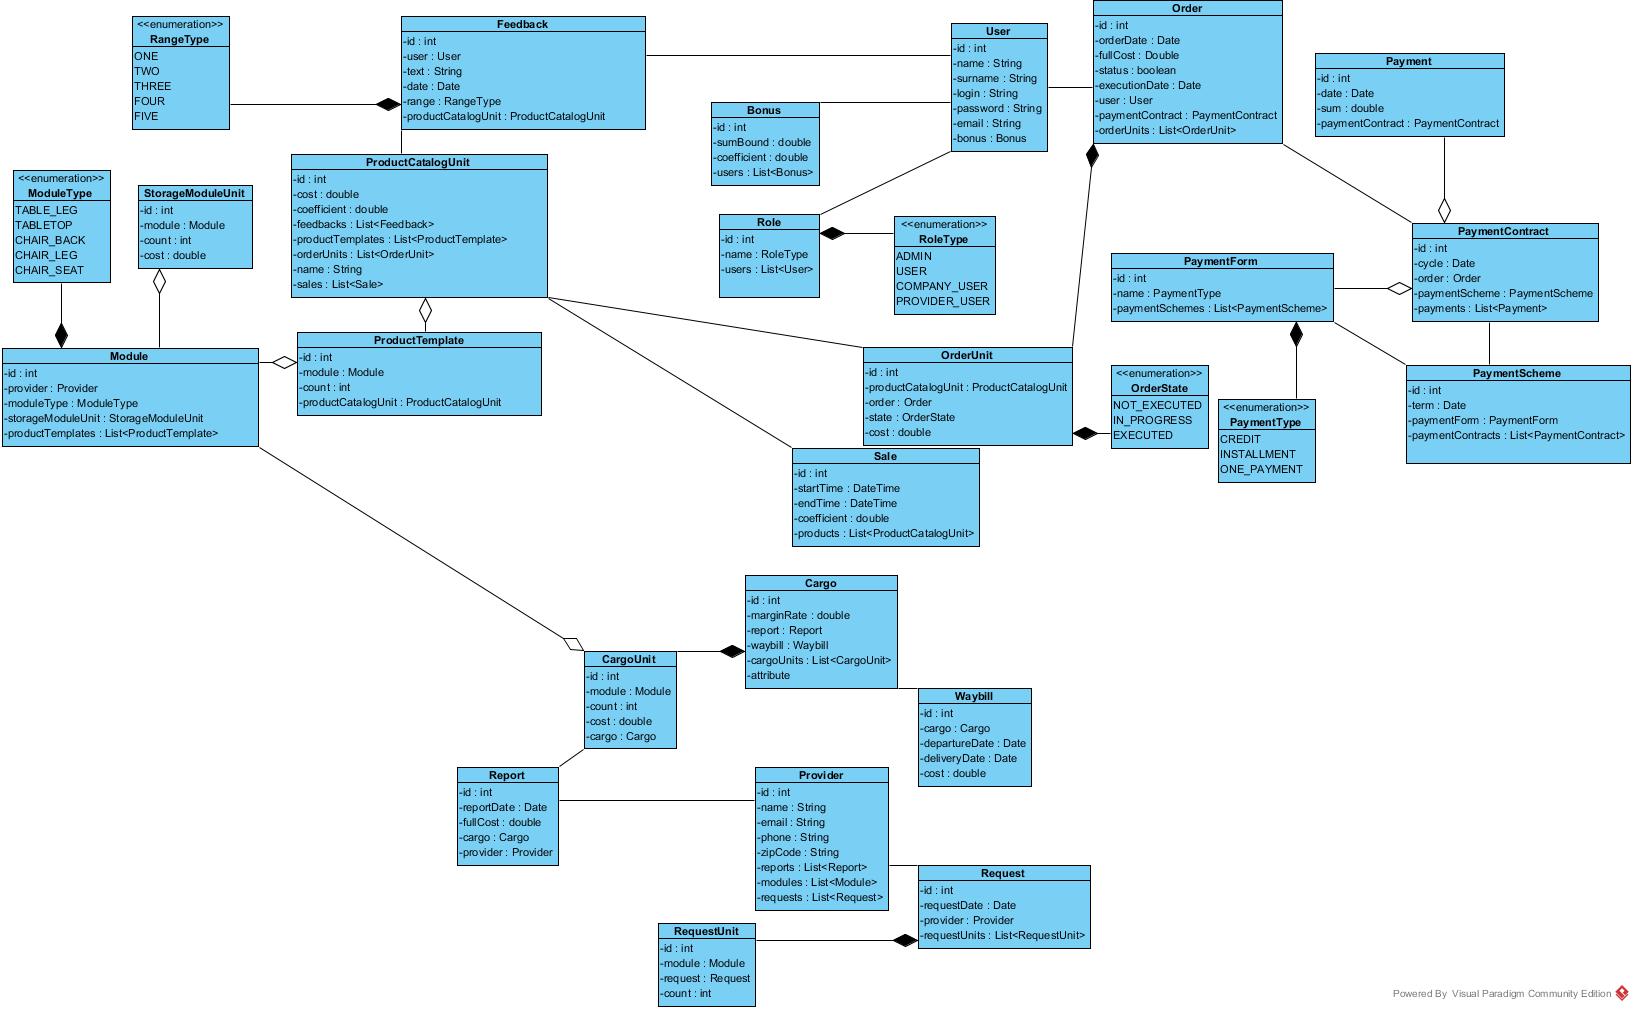 <<enumeration>>
RangeType
ONE
TWO
THREE
FOUR
FIVE
Feedback
-id : int
-user : User
-text : String
-date : Date
-range : RangeType
-productCatalogUnit : ProductCatalogUnit
User
-id : int
-name : String
-surname : String
-login : String
-password : String
-email : String
-bonus : Bonus
Order
-id : int
-orderDate : Date
-fullCost : Double
-status : boolean
-executionDate : Date
-user : User
-paymentContract : PaymentContract
-orderUnits : List<OrderUnit>
Payment
-id : int
-date : Date
-sum : double
-paymentContract : PaymentContract
Bonus
-id : int
-sumBound : double
-coefficient : double
-users : List<Bonus>
<<enumeration>>
ModuleType
TABLE_LEG
TABLETOP
CHAIR_BACK
CHAIR_LEG
CHAIR_SEAT
StorageModuleUnit
-id : int
-module : Module
-count : int
-cost : double
ProductCatalogUnit
-id : int
-cost : double
-coefficient : double
-feedbacks : List<Feedback>
-productTemplates : List<ProductTemplate>
-orderUnits : List<OrderUnit>
-name : String
-sales : List<Sale>
Role
-id : int
-name : RoleType
-users : List<User>
<<enumeration>>
RoleType
ADMIN
USER
COMPANY_USER
PROVIDER_USER
PaymentForm
-id : int
-name : PaymentType
-paymentSchemes : List<PaymentScheme>
PaymentContract
-id : int
-cycle : Date
-order : Order
-paymentScheme : PaymentScheme
-payments : List<Payment>
Module
-id : int
-provider : Provider
-moduleType : ModuleType
-storageModuleUnit : StorageModuleUnit
-productTemplates : List<ProductTemplate>
ProductTemplate
-id : int
-module : Module
-count : int
-productCatalogUnit : ProductCatalogUnit
OrderUnit
-id : int
-productCatalogUnit : ProductCatalogUnit
-order : Order
-state : OrderState
-cost : double
<<enumeration>>
OrderState
NOT_EXECUTED
IN_PROGRESS
EXECUTED
<<enumeration>>
PaymentType
CREDIT
INSTALLMENT
ONE_PAYMENT
PaymentScheme
-id : int
-term : Date
-paymentForm : PaymentForm
-paymentContracts : List<PaymentContract>
Sale
-id : int
-startTime : DateTime
-endTime : DateTime
-coefficient : double
-products : List<ProductCatalogUnit>
Cargo
-id : int
-marginRate : double
-report : Report
-waybill : Waybill
-cargoUnits : List<CargoUnit>
-attribute
CargoUnit
-id : int
-module : Module
-count : int
-cost : double
-cargo : Cargo
Waybill
-id : int
-cargo : Cargo
-departureDate : Date
-deliveryDate : Date
-cost : double
Report
-id : int
-reportDate : Date
-fullCost : double
-cargo : Cargo
-provider : Provider
Provider
-id : int
-name : String
-email : String
-phone : String
-zipCode : String
-reports : List<Report>
-modules : List<Module>
-requests : List<Request>
Request
-id : int
-requestDate : Date
-provider : Provider
-requestUnits : List<RequestUnit>
RequestUnit
-id : int
-module : Module
-request : Request
-count : int
Powered By Visual Paradigm Community Edition